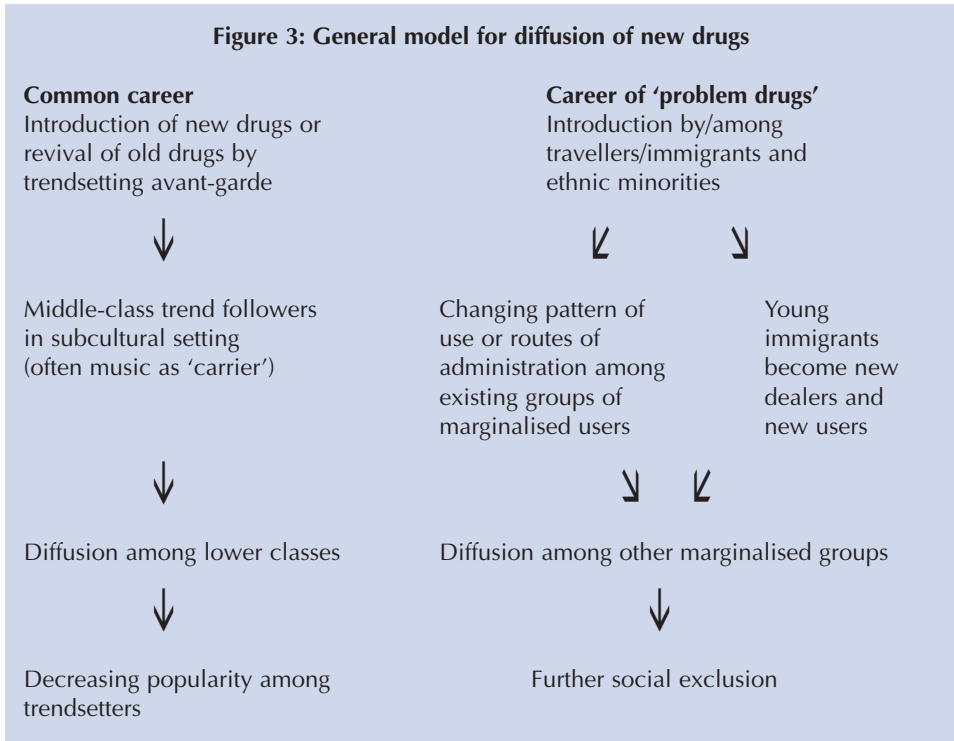 Figure 3: General model for diffusion of new drugs
Common career
Introduction of new drugs or
revival of old drugs by
trendsetting avant-garde
Middle-class trend followers
in subcultural setting
(often music as ‘carrier’)
Diffusion among lower classes
Decreasing popularity among
trendsetters
Career of ‘problem drugs’
Introduction by/among
travellers/immigrants and
ethnic minorities
Changing pattern of
use or routes of
administration among
existing groups of
marginalised users
Young
immigrants
become new
dealers and
new users
Diffusion among other marginalised groups
Further social exclusion